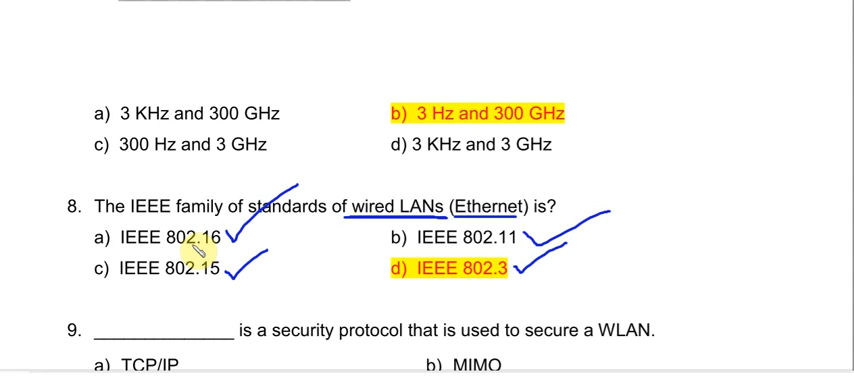 a) 3 KHz and 300 GHz b) 3 Hz and 300 GHz
c) 300 Hz and 3 GHz d) 3 KHz and 3 GHz
8. The IEEE family of standards of wired LANs (Ethernet) is?
a) IEEE 802.16 b) IEEE 802.11
c) IEEE 802.15 d) IEEE 802.3
9. ______________ is a security protocol that is used to secure a WLAN.
a) TCP/IP b) MIMO